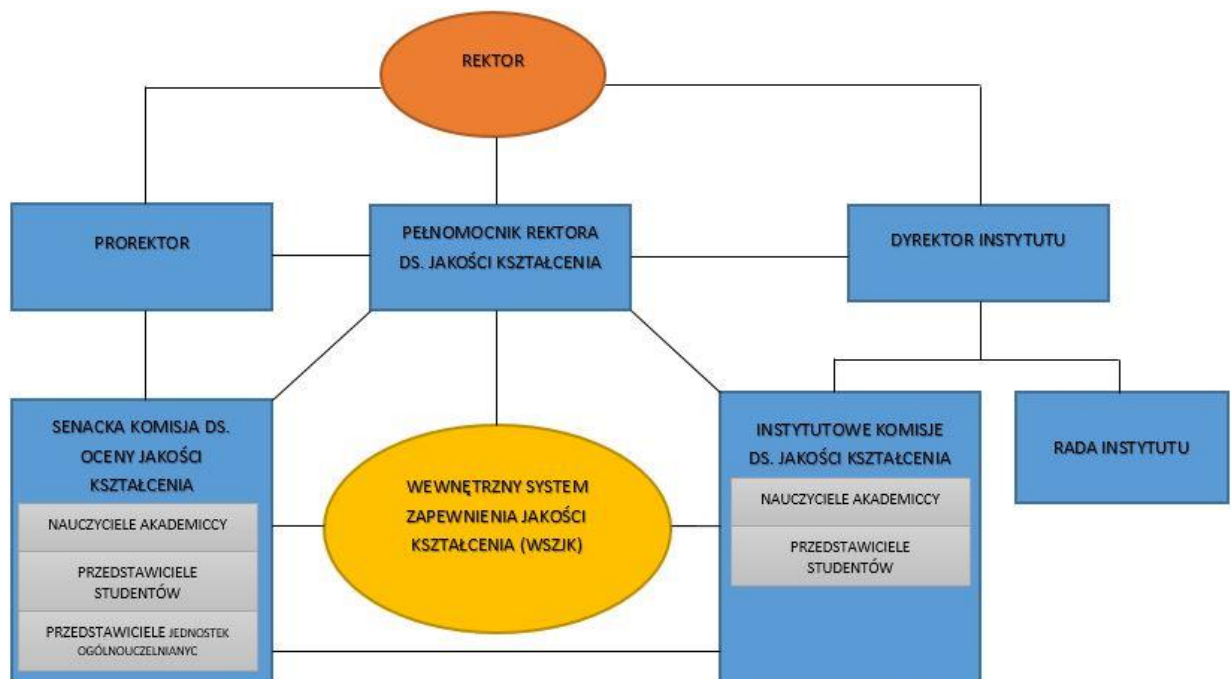 REKTOR
PROREKTOR
PEŁNOMOCNIK REKTORA
DS. JAKOŚCI KSZTAŁCENIA
DYREKTOR INSTYTUTU
SENACKA KOMISJA DS.
OCENY JAKOŚCI
KSZTAŁCENIA
NAUCZYCIELE AKADEMICCY
PRZEDSTAWICIELE
STUDENTÓW
PRZEDSTAWICIELE JEDNOSTEK
OGÓLNOUCZELNIANYC
WEWNĘTRZNY SYSTEM
ZAPEWNIENIA JAKOŚCI
KSZTAŁCENIA (WSZJK)
INSTYTUTOWE KOMISJE
DS. JAKOŚCI KSZTAŁCENIA
NAUCZYCIELE AKADEMICCY
PRZEDSTAWICIELE
STUDENTÓW
RADA INSTYTUTU